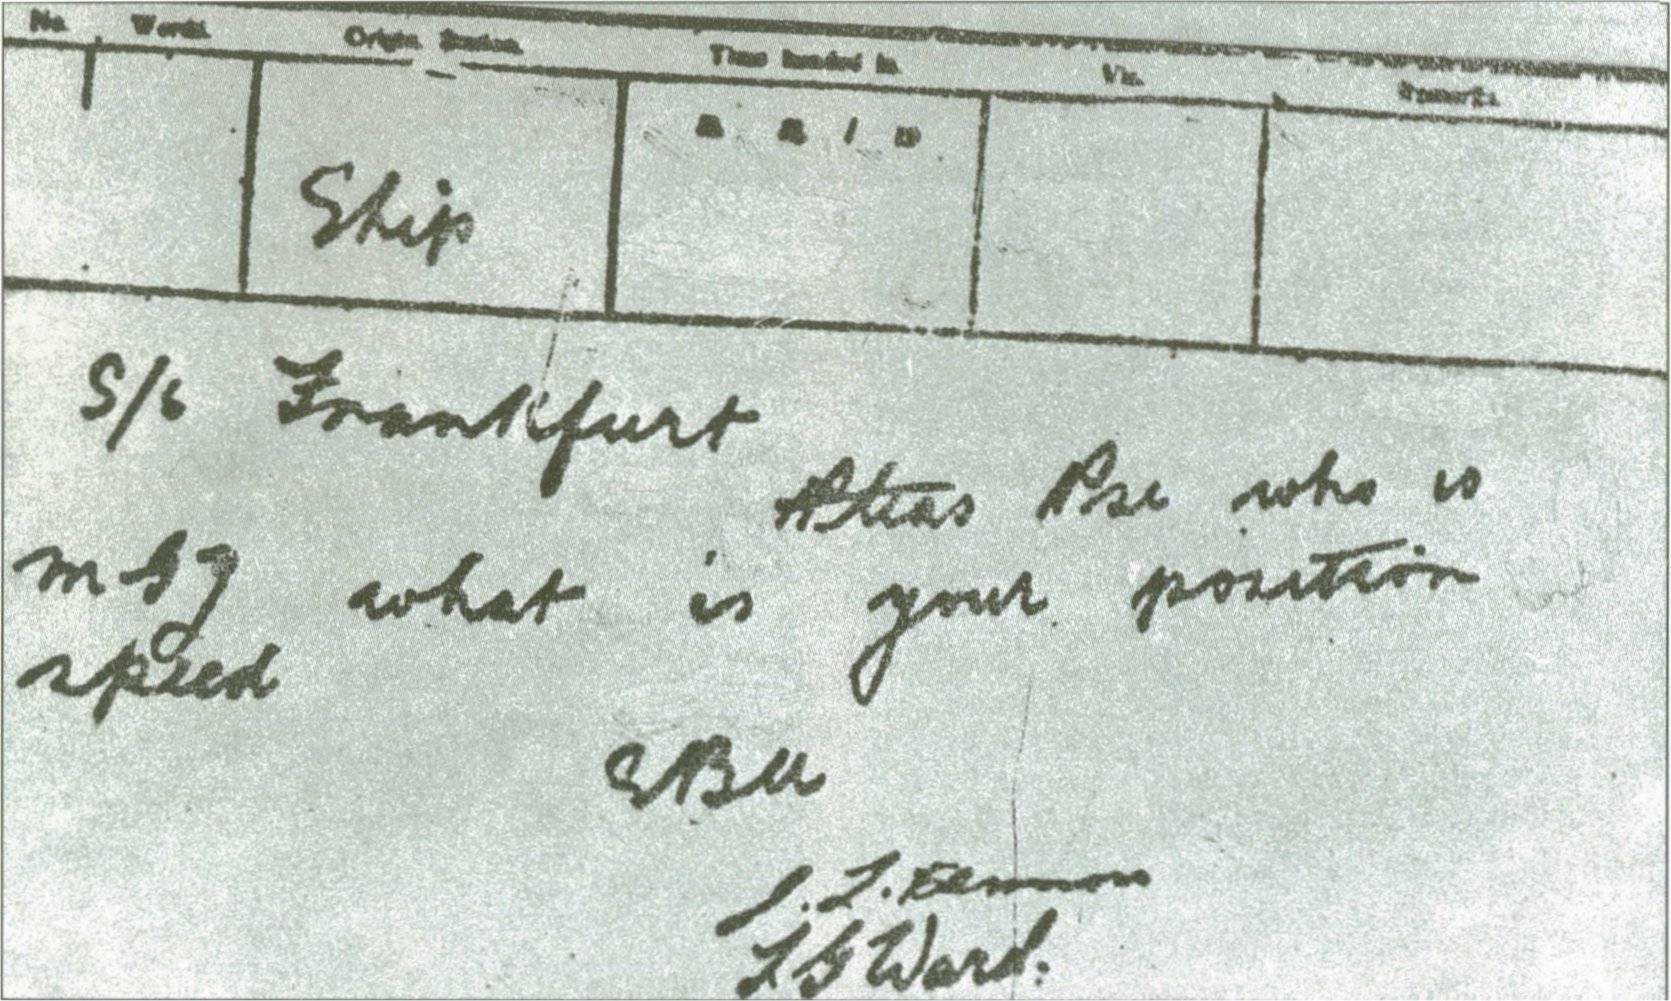 No. Words. Origin Station. Time handed in. Via. Remarks.
Ship
S/S Frankfurt
Pse who is
MGY what is your position
speed
T G Ward.